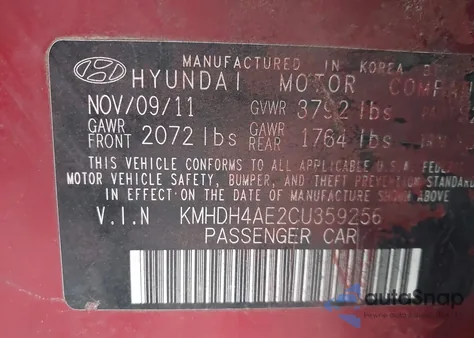 MANUFACTURED IN KOREA BY
HYUNDAI MOTOR COMPANY
NOV/09/11 GVWR 3792 lbs
GAWR FRONT 2072 lbs GAWR REAR 1764 lbs
THIS VEHICLE CONFORMS TO ALL APPLICABLE U.S.A. FEDERAL
MOTOR VEHICLE SAFETY, BUMPER, AND THEFT PREVENTION
STANDARDS IN EFFECT ON THE DATE OF MANUFACTURE SHOWN ABOVE
V.I.N KMHDH4AE2CU359256
PASSENGER CAR
autaSnap